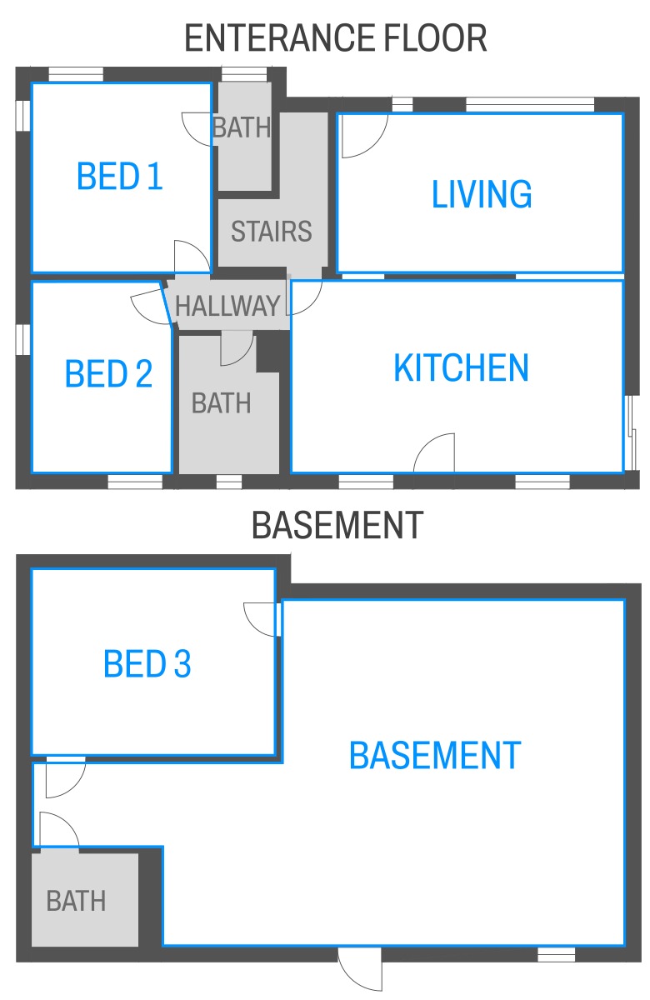 ENTERANCE FLOOR
BATH
BED 1
LIVING
STAIRS
HALLWAY
BED 2
KITCHEN
BATH
BASEMENT
BED 3
BASEMENT
BATH